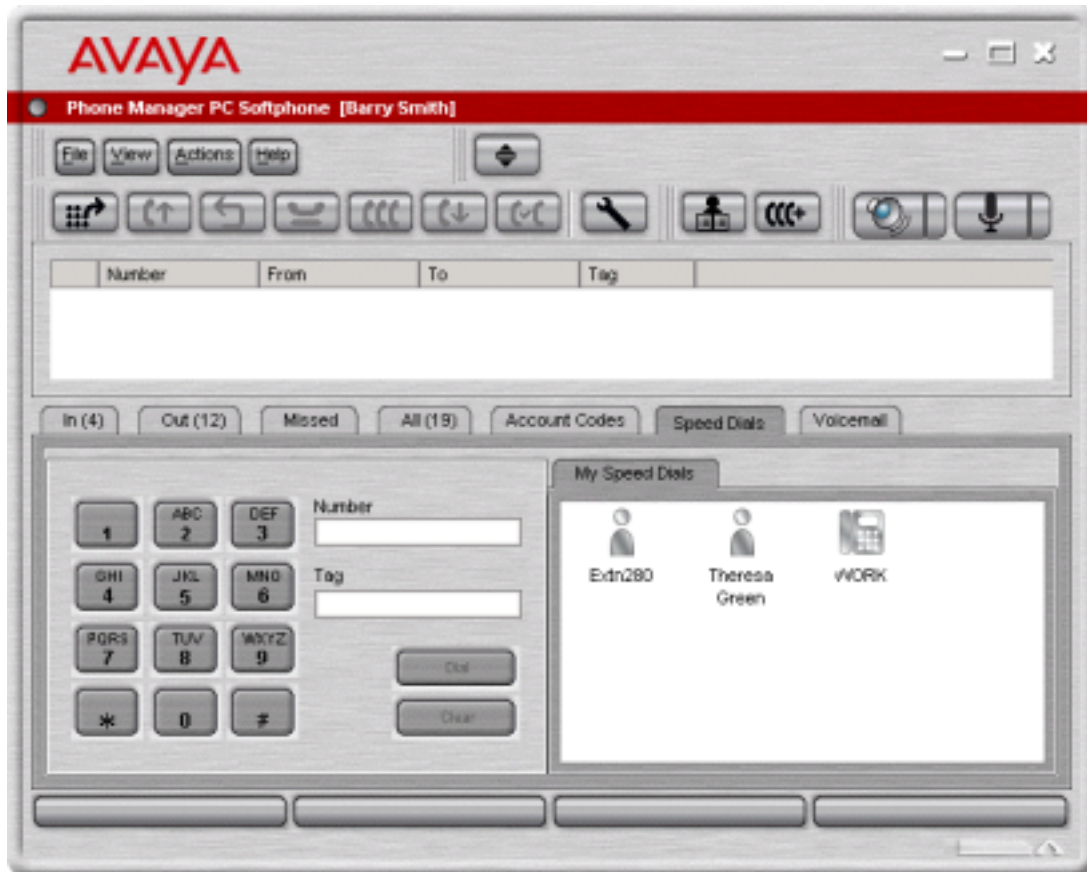 AVAYA
Phone Manager PC Softphone [Barry Smith]
File View Actions Help
Number From To Tag
In (4) Out (12) Missed All (19) Account Codes Speed Dials Voicemail
My Speed Dials
Number
1 ABC 2 DEF 3
Tag
GHI 4 JKL 5 MNO 6
PQRS 7 TUV 8 WXYZ 9
* 0 #
Dial
Clear
Extn280 Theresa Green WORK